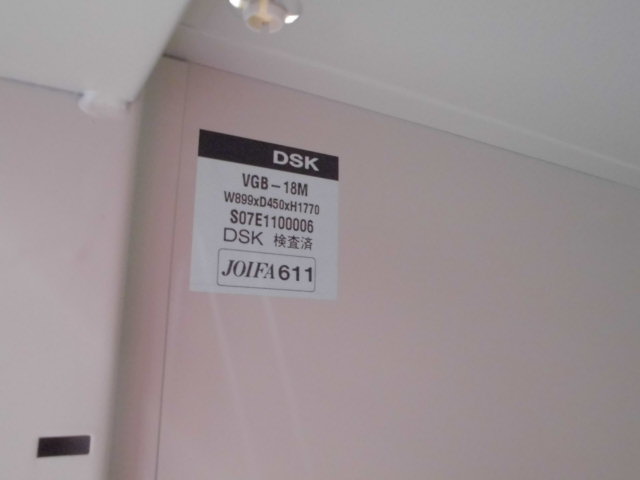 DSK
VGB-18M
W899xD450xH1770
S07E1100006
DSK 検査済
JOIFA611